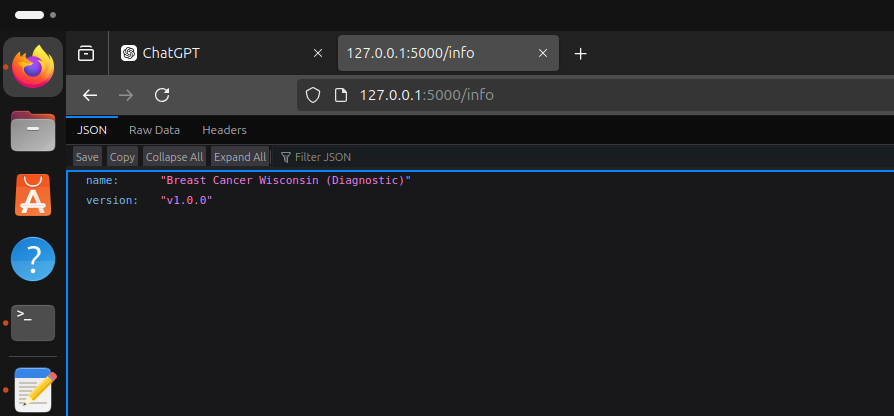 ChatGPT
127.0.0.1:5000/info
127.0.0.1:5000/info
JSON Raw Data Headers
Save Copy Collapse All Expand All Filter JSON
name: "Breast Cancer Wisconsin (Diagnostic)"
version: "v1.0.0"